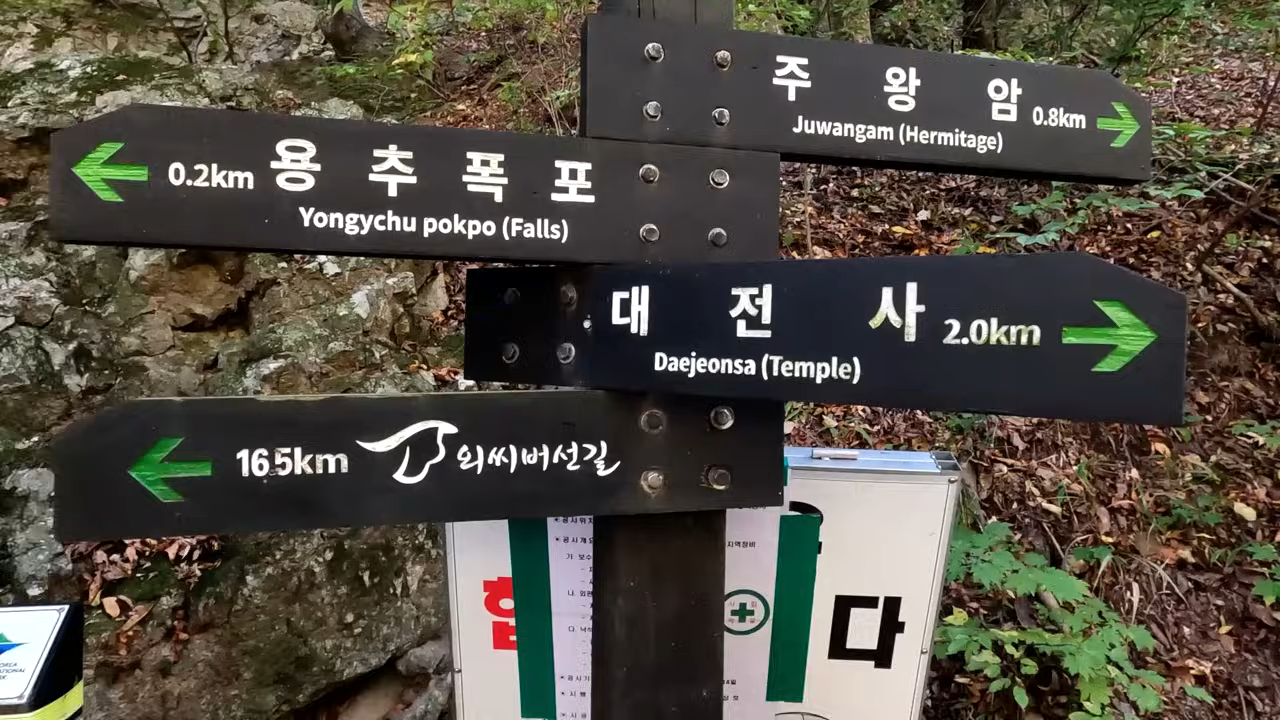 주왕암 0.8km
Juwangam (Hermitage)
0.2km 용추폭포
Yongychu pokpo (Falls)
대전사 2.0km
Daejeonsa (Temple)
16.5km 외씨버선길
합
다